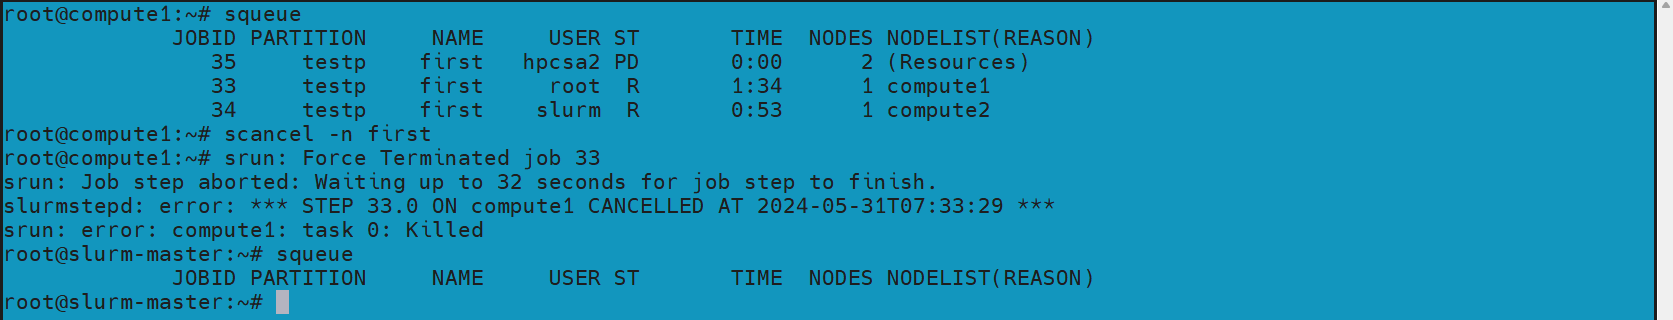 root@compute1:~# squeue
             JOBID PARTITION     NAME     USER ST       TIME  NODES NODELIST(REASON)
                35     testp    first   hpcsa2 PD       0:00      2 (Resources)
                33     testp    first     root  R       1:34      1 compute1
                34     testp    first    slurm  R       0:53      1 compute2
root@compute1:~# scancel -n first
root@compute1:~# srun: Force Terminated job 33
srun: Job step aborted: Waiting up to 32 seconds for job step to finish.
slurmstepd: error: *** STEP 33.0 ON compute1 CANCELLED AT 2024-05-31T07:33:29 ***
srun: error: compute1: task 0: Killed
root@slurm-master:~# squeue
             JOBID PARTITION     NAME     USER ST       TIME  NODES NODELIST(REASON)
root@slurm-master:~#